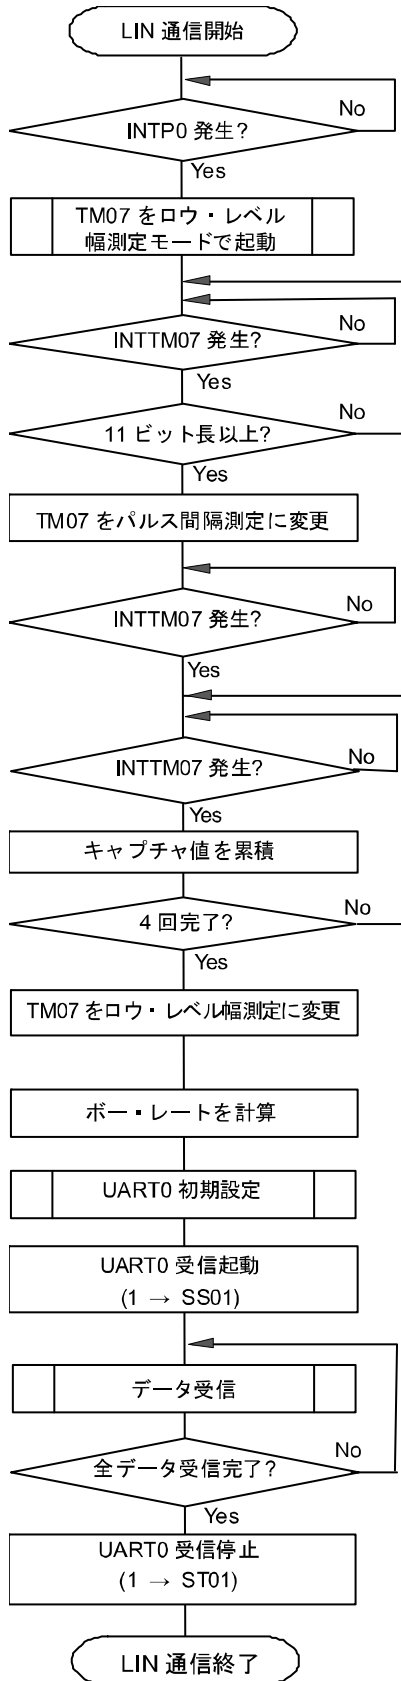 LIN 通信開始
INTP0 発生?
No
Yes
TM07 をロウ・レベル
幅測定モードで起動
INTTM07 発生?
No
Yes
11 ビット長以上?
No
Yes
TM07 をパルス間隔測定に変更
INTTM07 発生?
No
Yes
INTTM07 発生?
No
Yes
キャプチャ値を累積
4 回完了?
No
Yes
TM07 をロウ・レベル幅測定に変更
ボー・レートを計算
UART0 初期設定
UART0 受信起動
(1 → SS01)
データ受信
全データ受信完了?
No
Yes
UART0 受信停止
(1 → ST01)
LIN 通信終了